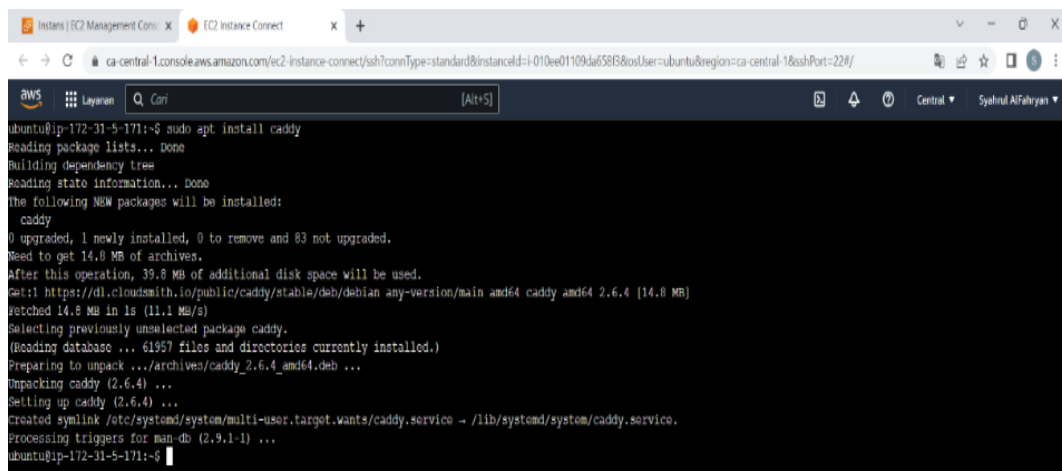 Instans | EC2 Management Cons
EC2 Instance Connect
ca-central-1.console.aws.amazon.com/ec2-instance-connect/ssh?connType=standard&instanceId=i-010ee01109da658f3&osUser=ubuntu&region=ca-central-1&sshPort=22#/
S
aws
Layanan
Cari
[Alt+S]
Central
Syahrul AlFahryan
ubuntu@ip-172-31-5-171:~$ sudo apt install caddy
Reading package lists... Done
Building dependency tree
Reading state information... Done
The following NEW packages will be installed:
caddy
0 upgraded, 1 newly installed, 0 to remove and 83 not upgraded.
Need to get 14.8 MB of archives.
After this operation, 39.8 MB of additional disk space will be used.
Get:1 https://dl.cloudsmith.io/public/caddy/stable/deb/debian any-version/main amd64 caddy amd64 2.6.4 [14.8 MB]
Fetched 14.8 MB in 1s (11.1 MB/s)
Selecting previously unselected package caddy.
(Reading database ... 61957 files and directories currently installed.)
Preparing to unpack .../archives/caddy_2.6.4_amd64.deb ...
Unpacking caddy (2.6.4) ...
Setting up caddy (2.6.4) ...
Created symlink /etc/systemd/system/multi-user.target.wants/caddy.service → /lib/systemd/system/caddy.service.
Processing triggers for man-db (2.9.1-1) ...
ubuntu@ip-172-31-5-171:~$